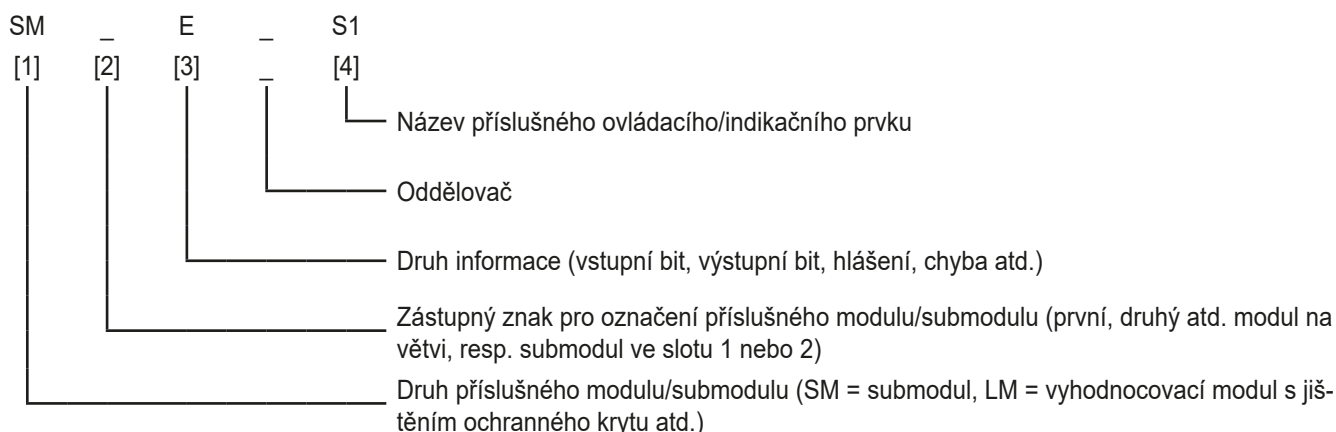 SM _ E _ S1
[1] [2] [3] _ [4]
Název příslušného ovládacího/indikačního prvku
Oddělovač
Druh informace (vstupní bit, výstupní bit, hlášení, chyba atd.)
Zástupný znak pro označení příslušného modulu/submodulu (první, druhý atd. modul na
větvi, resp. submodul ve slotu 1 nebo 2)
Druh příslušného modulu/submodulu (SM = submodul, LM = vyhodnocovací modul s jiš-
těním ochranného krytu atd.)